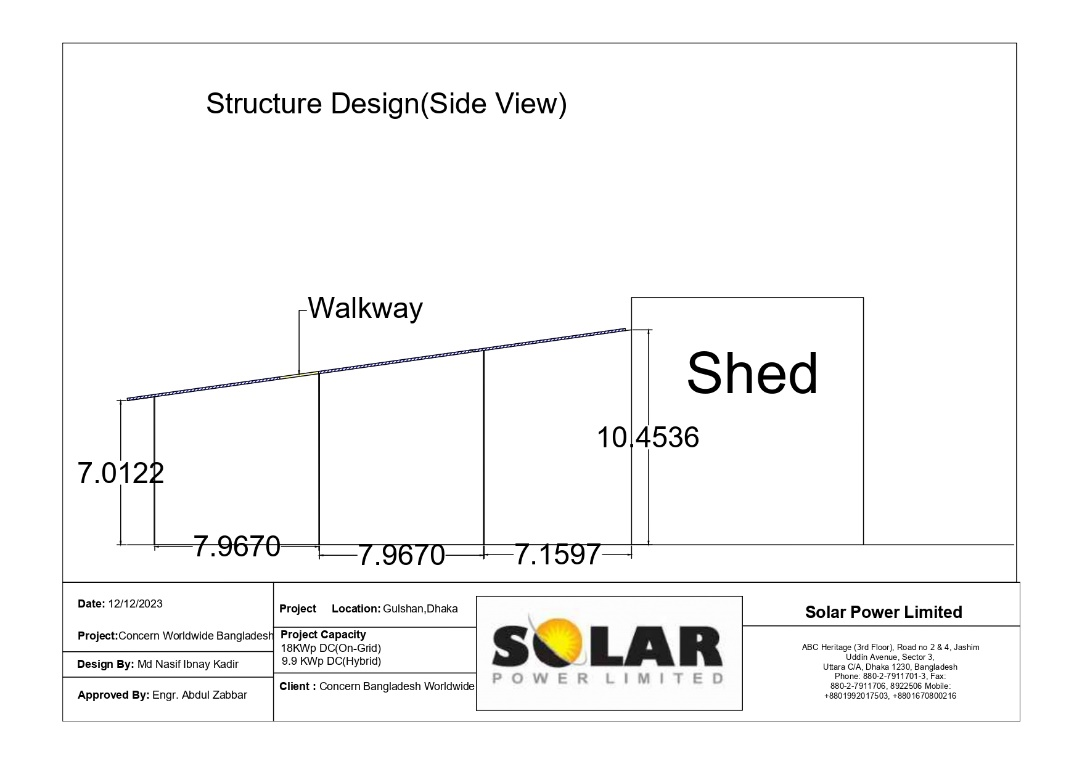 Structure Design(Side View)
Walkway
Shed
10.4536
7.0122
7.9670
7.9670
7.1597
Date: 12/12/2023
Project:Concern Worldwide Bangladesh
Design By: Md Nasif Ibnay Kadir
Approved By: Engr. Abdul Zabbar
Project Location: Gulshan,Dhaka
Project Capacity
18KWp DC(On-Grid)
9.9 KWp DC(Hybrid)
Client : Concern Bangladesh Worldwide
SOLAR
POWER LIMITED
Solar Power Limited
ABC Heritage (3rd Floor), Road no 2 & 4, Jashim
Uddin Avenue, Sector 3,
Uttara C/A, Dhaka 1230, Bangladesh
Phone: 880-2-7911701-3, Fax:
880-2-7911706, 8922506 Mobile:
+8801992017503, +8801670800216